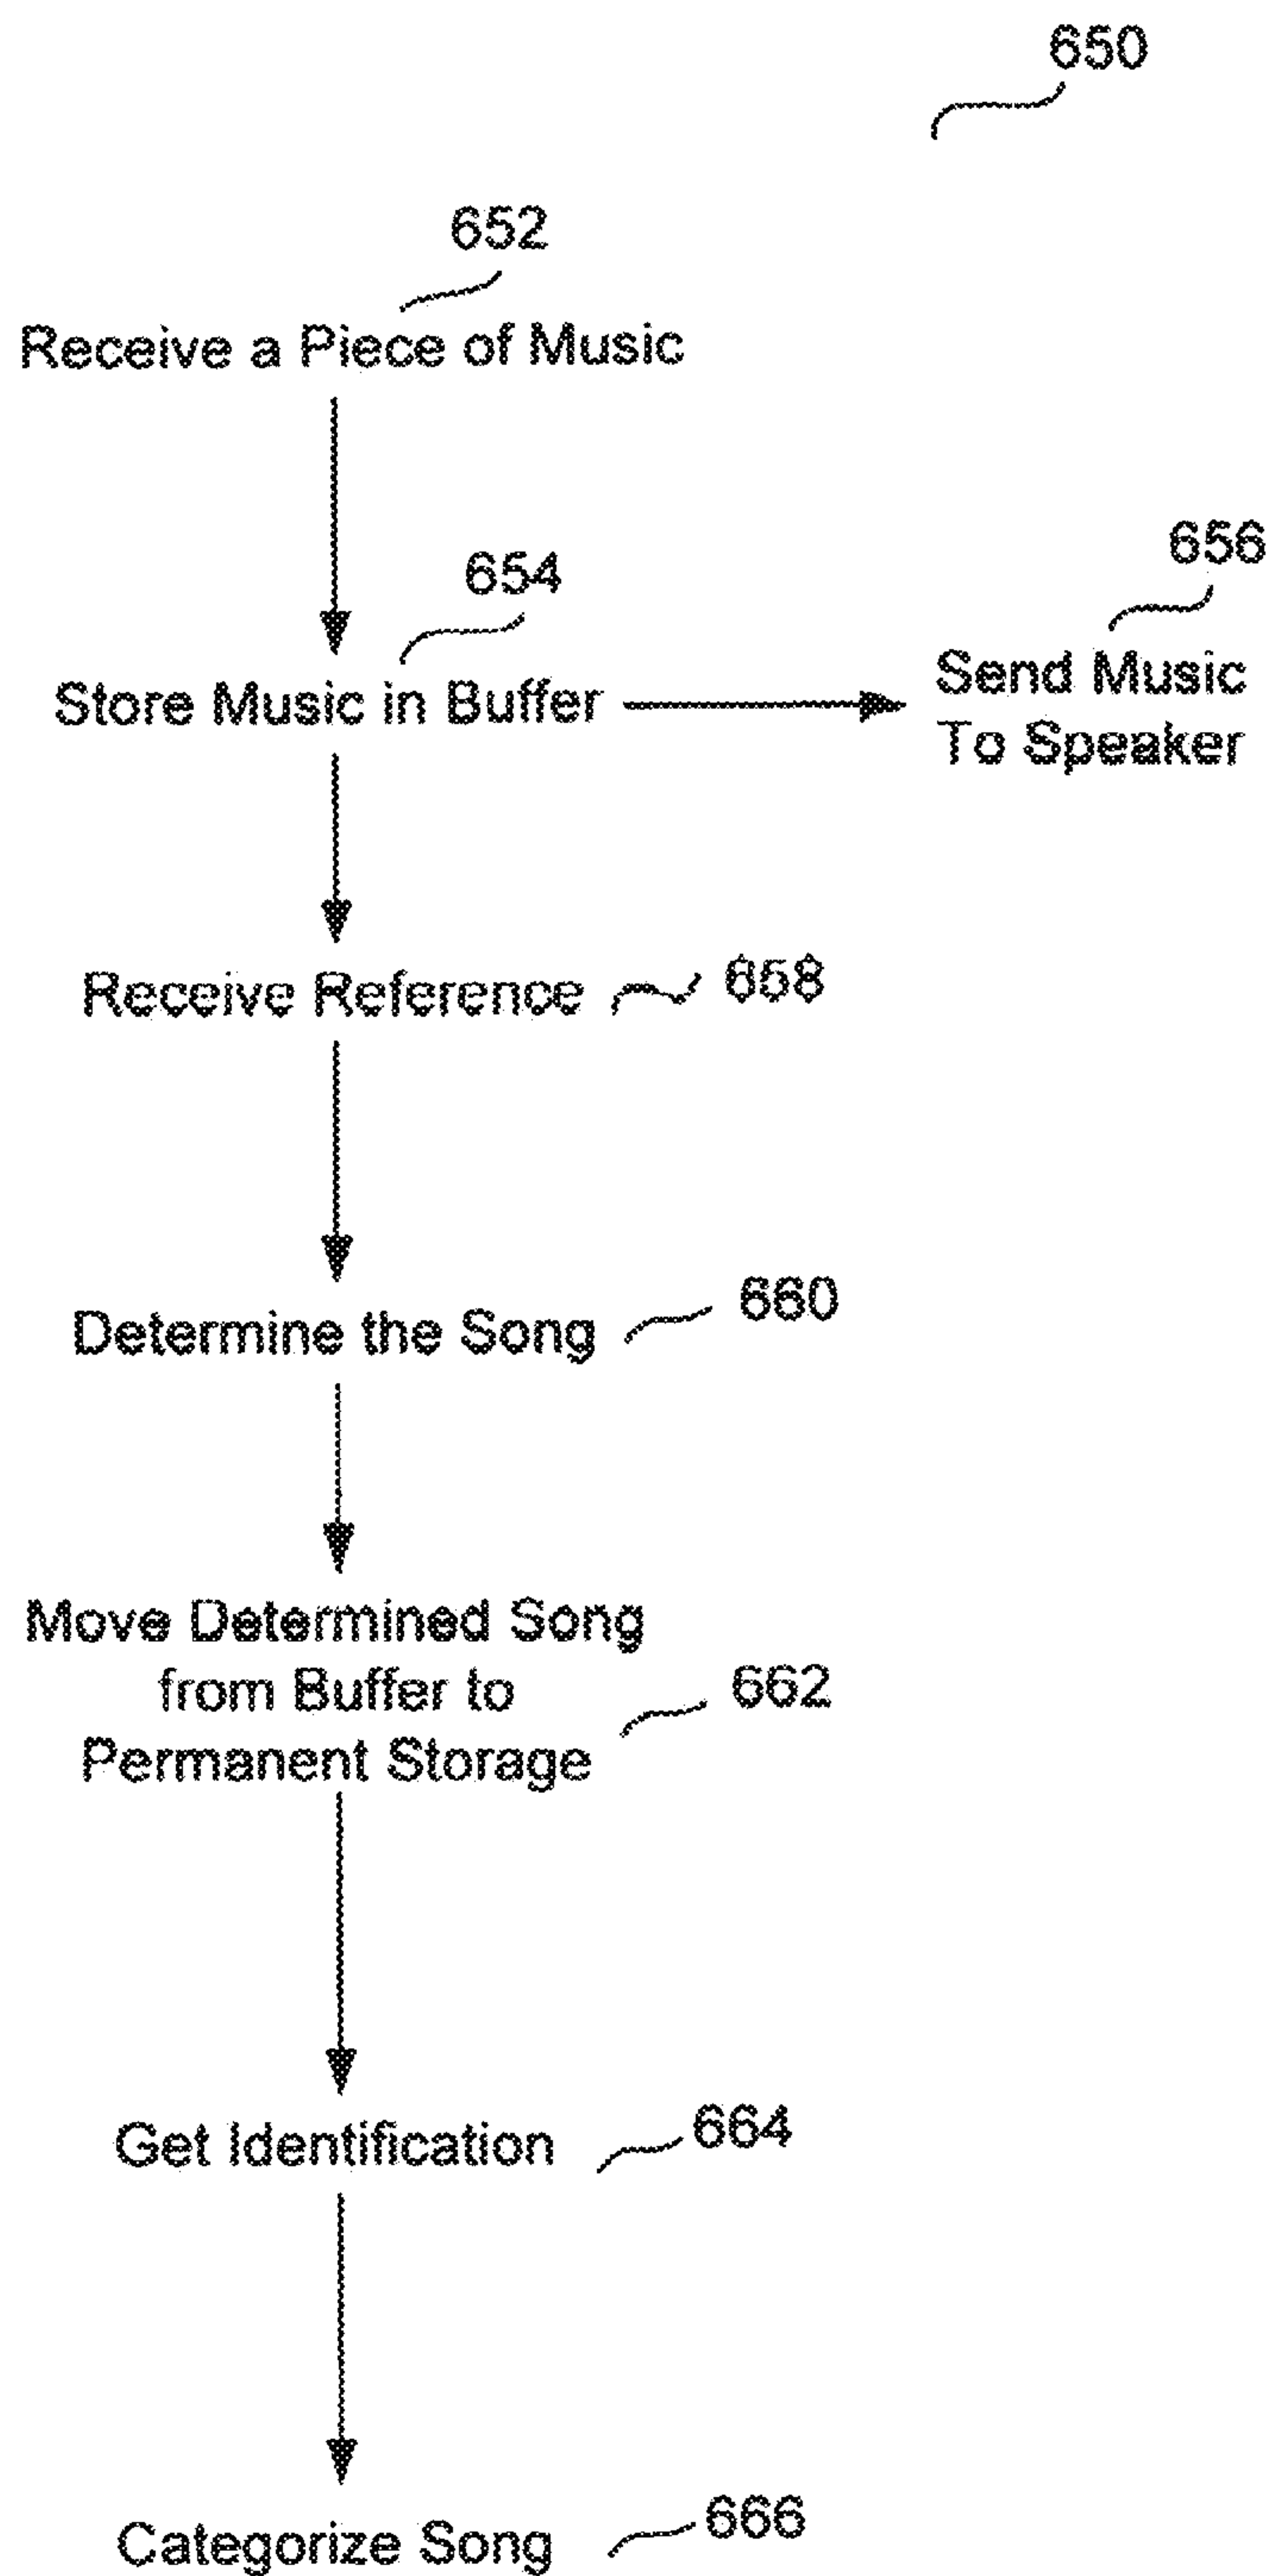 650
652
Receive a Piece of Music
654
656
Store Music in Buffer
Send Music
To Speaker
Receive Reference
658
Determine the Song
660
Move Determined Song
from Buffer to
Permanent Storage
662
Get Identification
664
Categorize Song
666